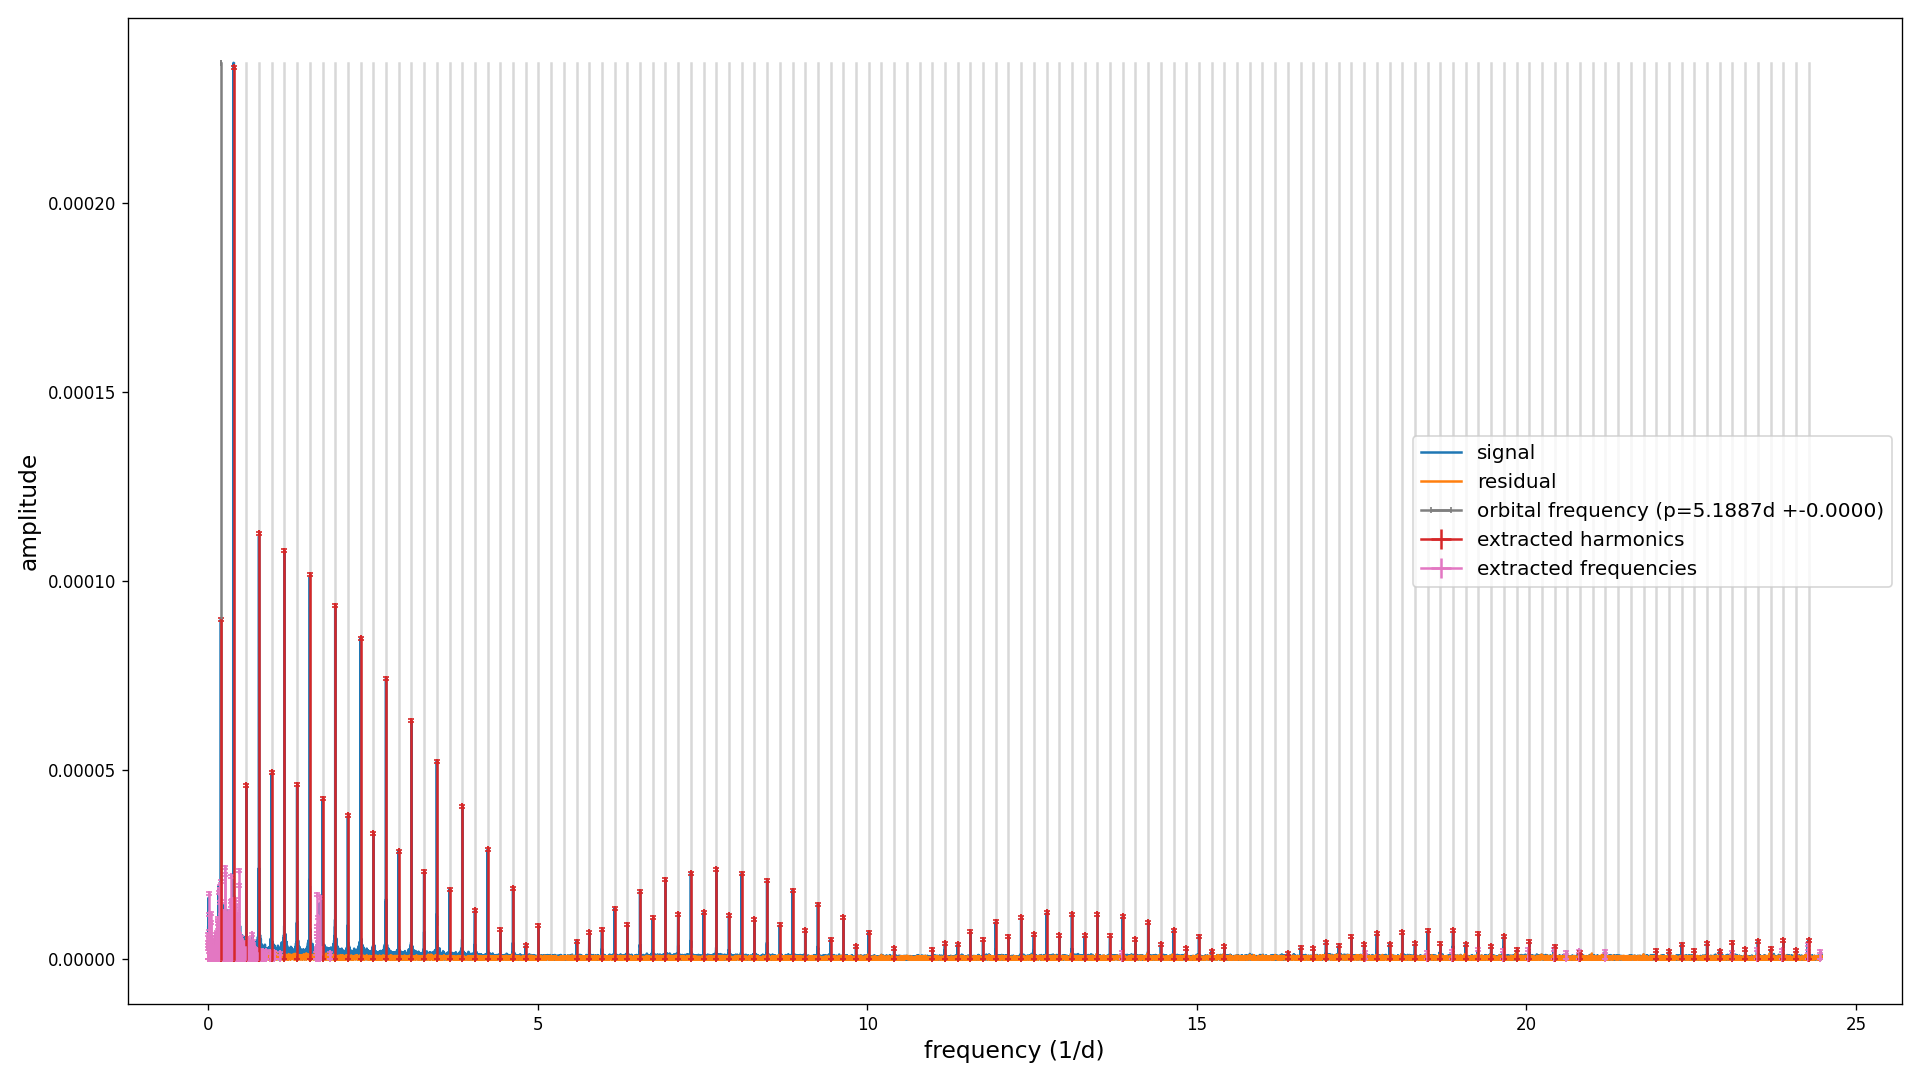 0.00020
0.00015
0.00010
0.00005
0.00000
amplitude
signal
residual
orbital frequency (p=5.1887d +-0.0000)
extracted harmonics
extracted frequencies
0 5 10 15 20 25
frequency (1/d)